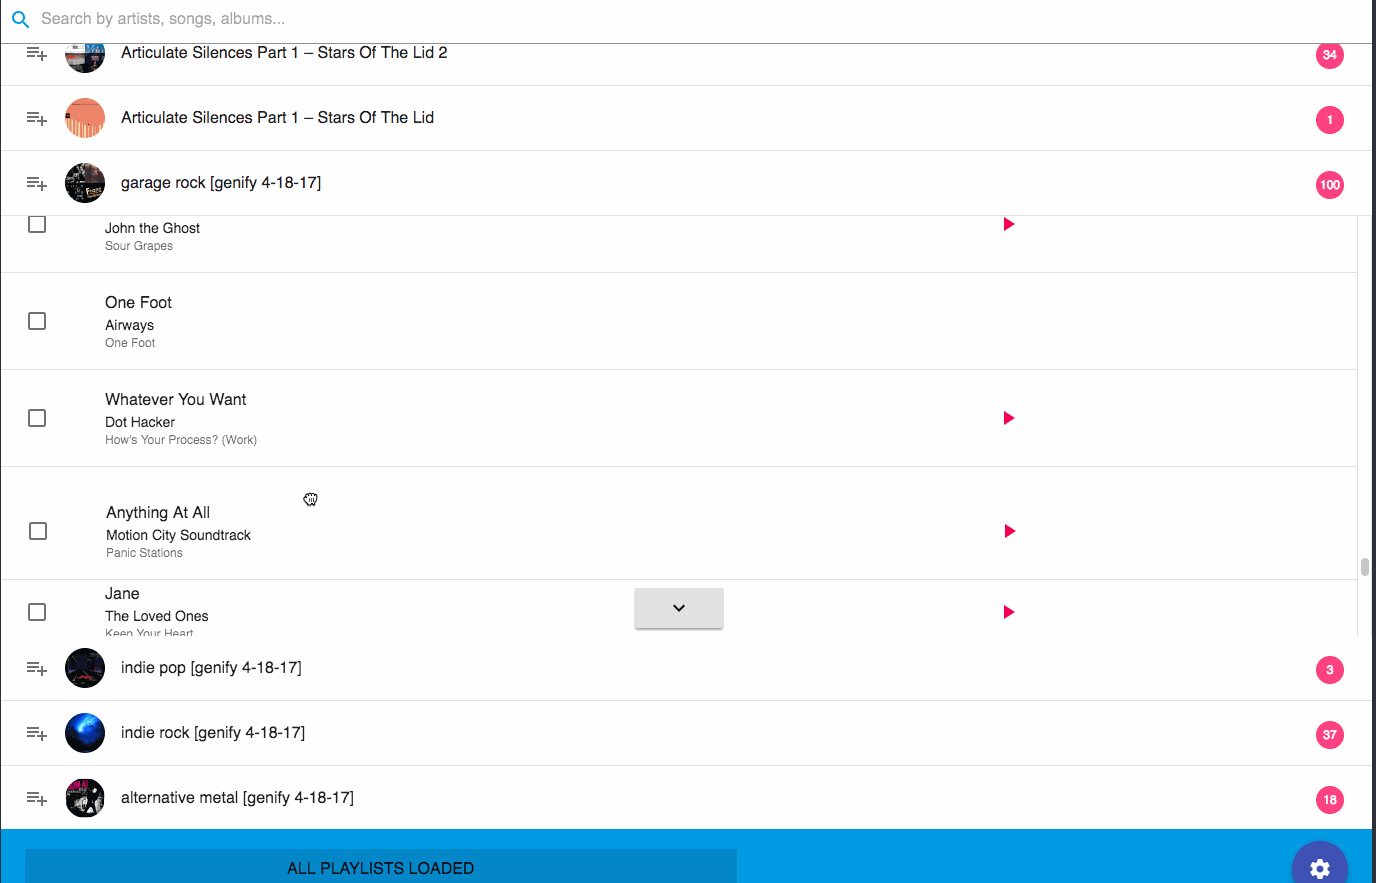 Search by artists, songs, albums...
Articulate Silences Part 1 – Stars Of The Lid 2
34
Articulate Silences Part 1 – Stars Of The Lid
1
garage rock [genify 4-18-17]
100
John the Ghost
Sour Grapes
One Foot
Airways
One Foot
Whatever You Want
Dot Hacker
How's Your Process? (Work)
Anything At All
Motion City Soundtrack
Panic Stations
Jane
The Loved Ones
Keep Your Heart
indie pop [genify 4-18-17]
3
indie rock [genify 4-18-17]
37
alternative metal [genify 4-18-17]
18
ALL PLAYLISTS LOADED